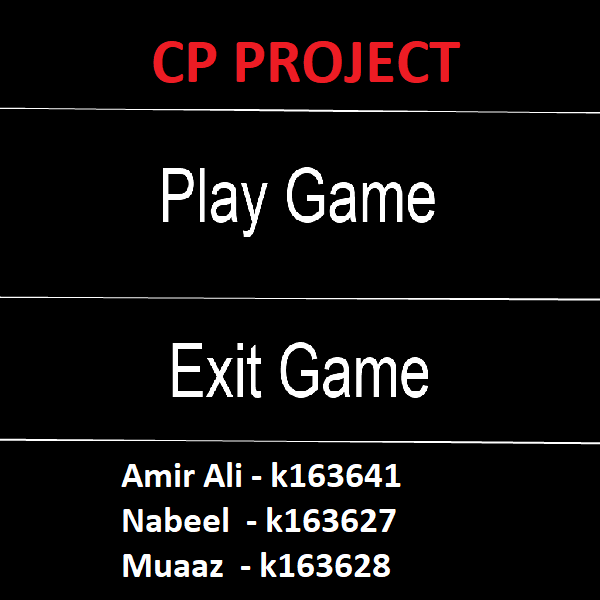 CP PROJECT
Play Game
Exit Game
Amir Ali - k163641
Nabeel  - k163627
Muaaz  - k163628